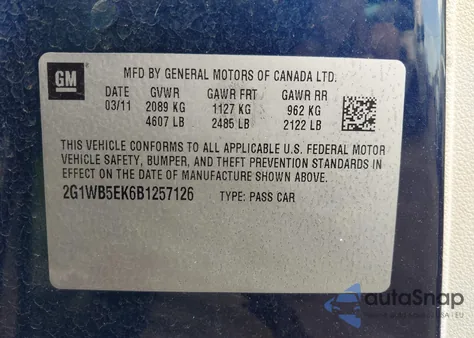 GM
MFD BY GENERAL MOTORS OF CANADA LTD.
DATE GVWR GAWR FRT GAWR RR
03/11 2089 KG 1127 KG 962 KG
4607 LB 2485 LB 2122 LB
THIS VEHICLE CONFORMS TO ALL APPLICABLE U.S. FEDERAL MOTOR
VEHICLE SAFETY, BUMPER, AND THEFT PREVENTION STANDARDS
IN EFFECT ON THE DATE OF MANUFACTURE SHOWN ABOVE.
2G1WB5EK6B1257126 TYPE: PASS CAR
autoSnap